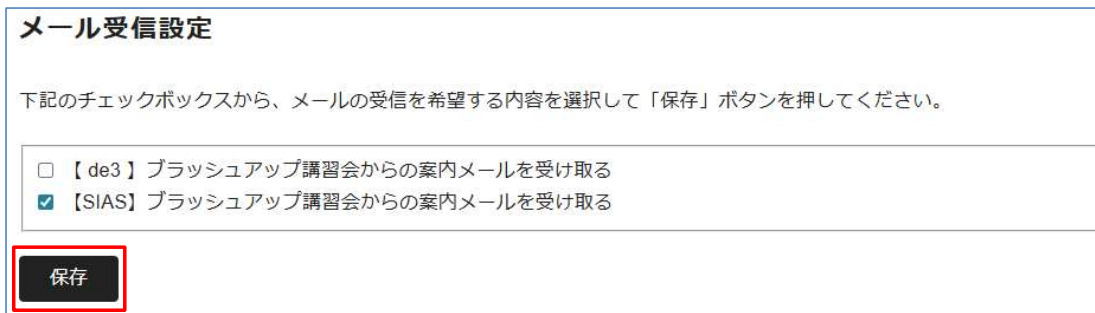 メール受信設定
下記のチェックボックスから、メールの受信を希望する内容を選択して「保存」ボタンを押してください。
【 de3 】ブラッシュアップ講習会からの案内メールを受け取る
【SIAS】ブラッシュアップ講習会からの案内メールを受け取る
保存